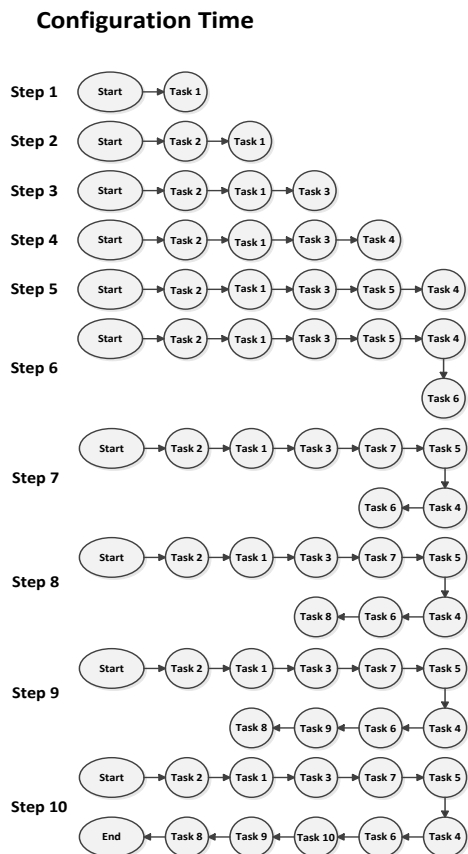 Configuration Time
Step 1 Start Task 1
Step 2 Start Task 2 Task 1
Step 3 Start Task 2 Task 1 Task 3
Step 4 Start Task 2 Task 1 Task 3 Task 4
Step 5 Start Task 2 Task 1 Task 3 Task 5 Task 4
Start Task 2 Task 1 Task 3 Task 5 Task 4
Step 6
Task 6
Start Task 2 Task 1 Task 3 Task 7 Task 5
Step 7
Task 6 Task 4
Start Task 2 Task 1 Task 3 Task 7 Task 5
Step 8
Task 8 Task 6 Task 4
Start Task 2 Task 1 Task 3 Task 7 Task 5
Step 9
Task 8 Task 9 Task 6 Task 4
Start Task 2 Task 1 Task 3 Task 7 Task 5
Step 10
End Task 8 Task 9 Task 10 Task 6 Task 4